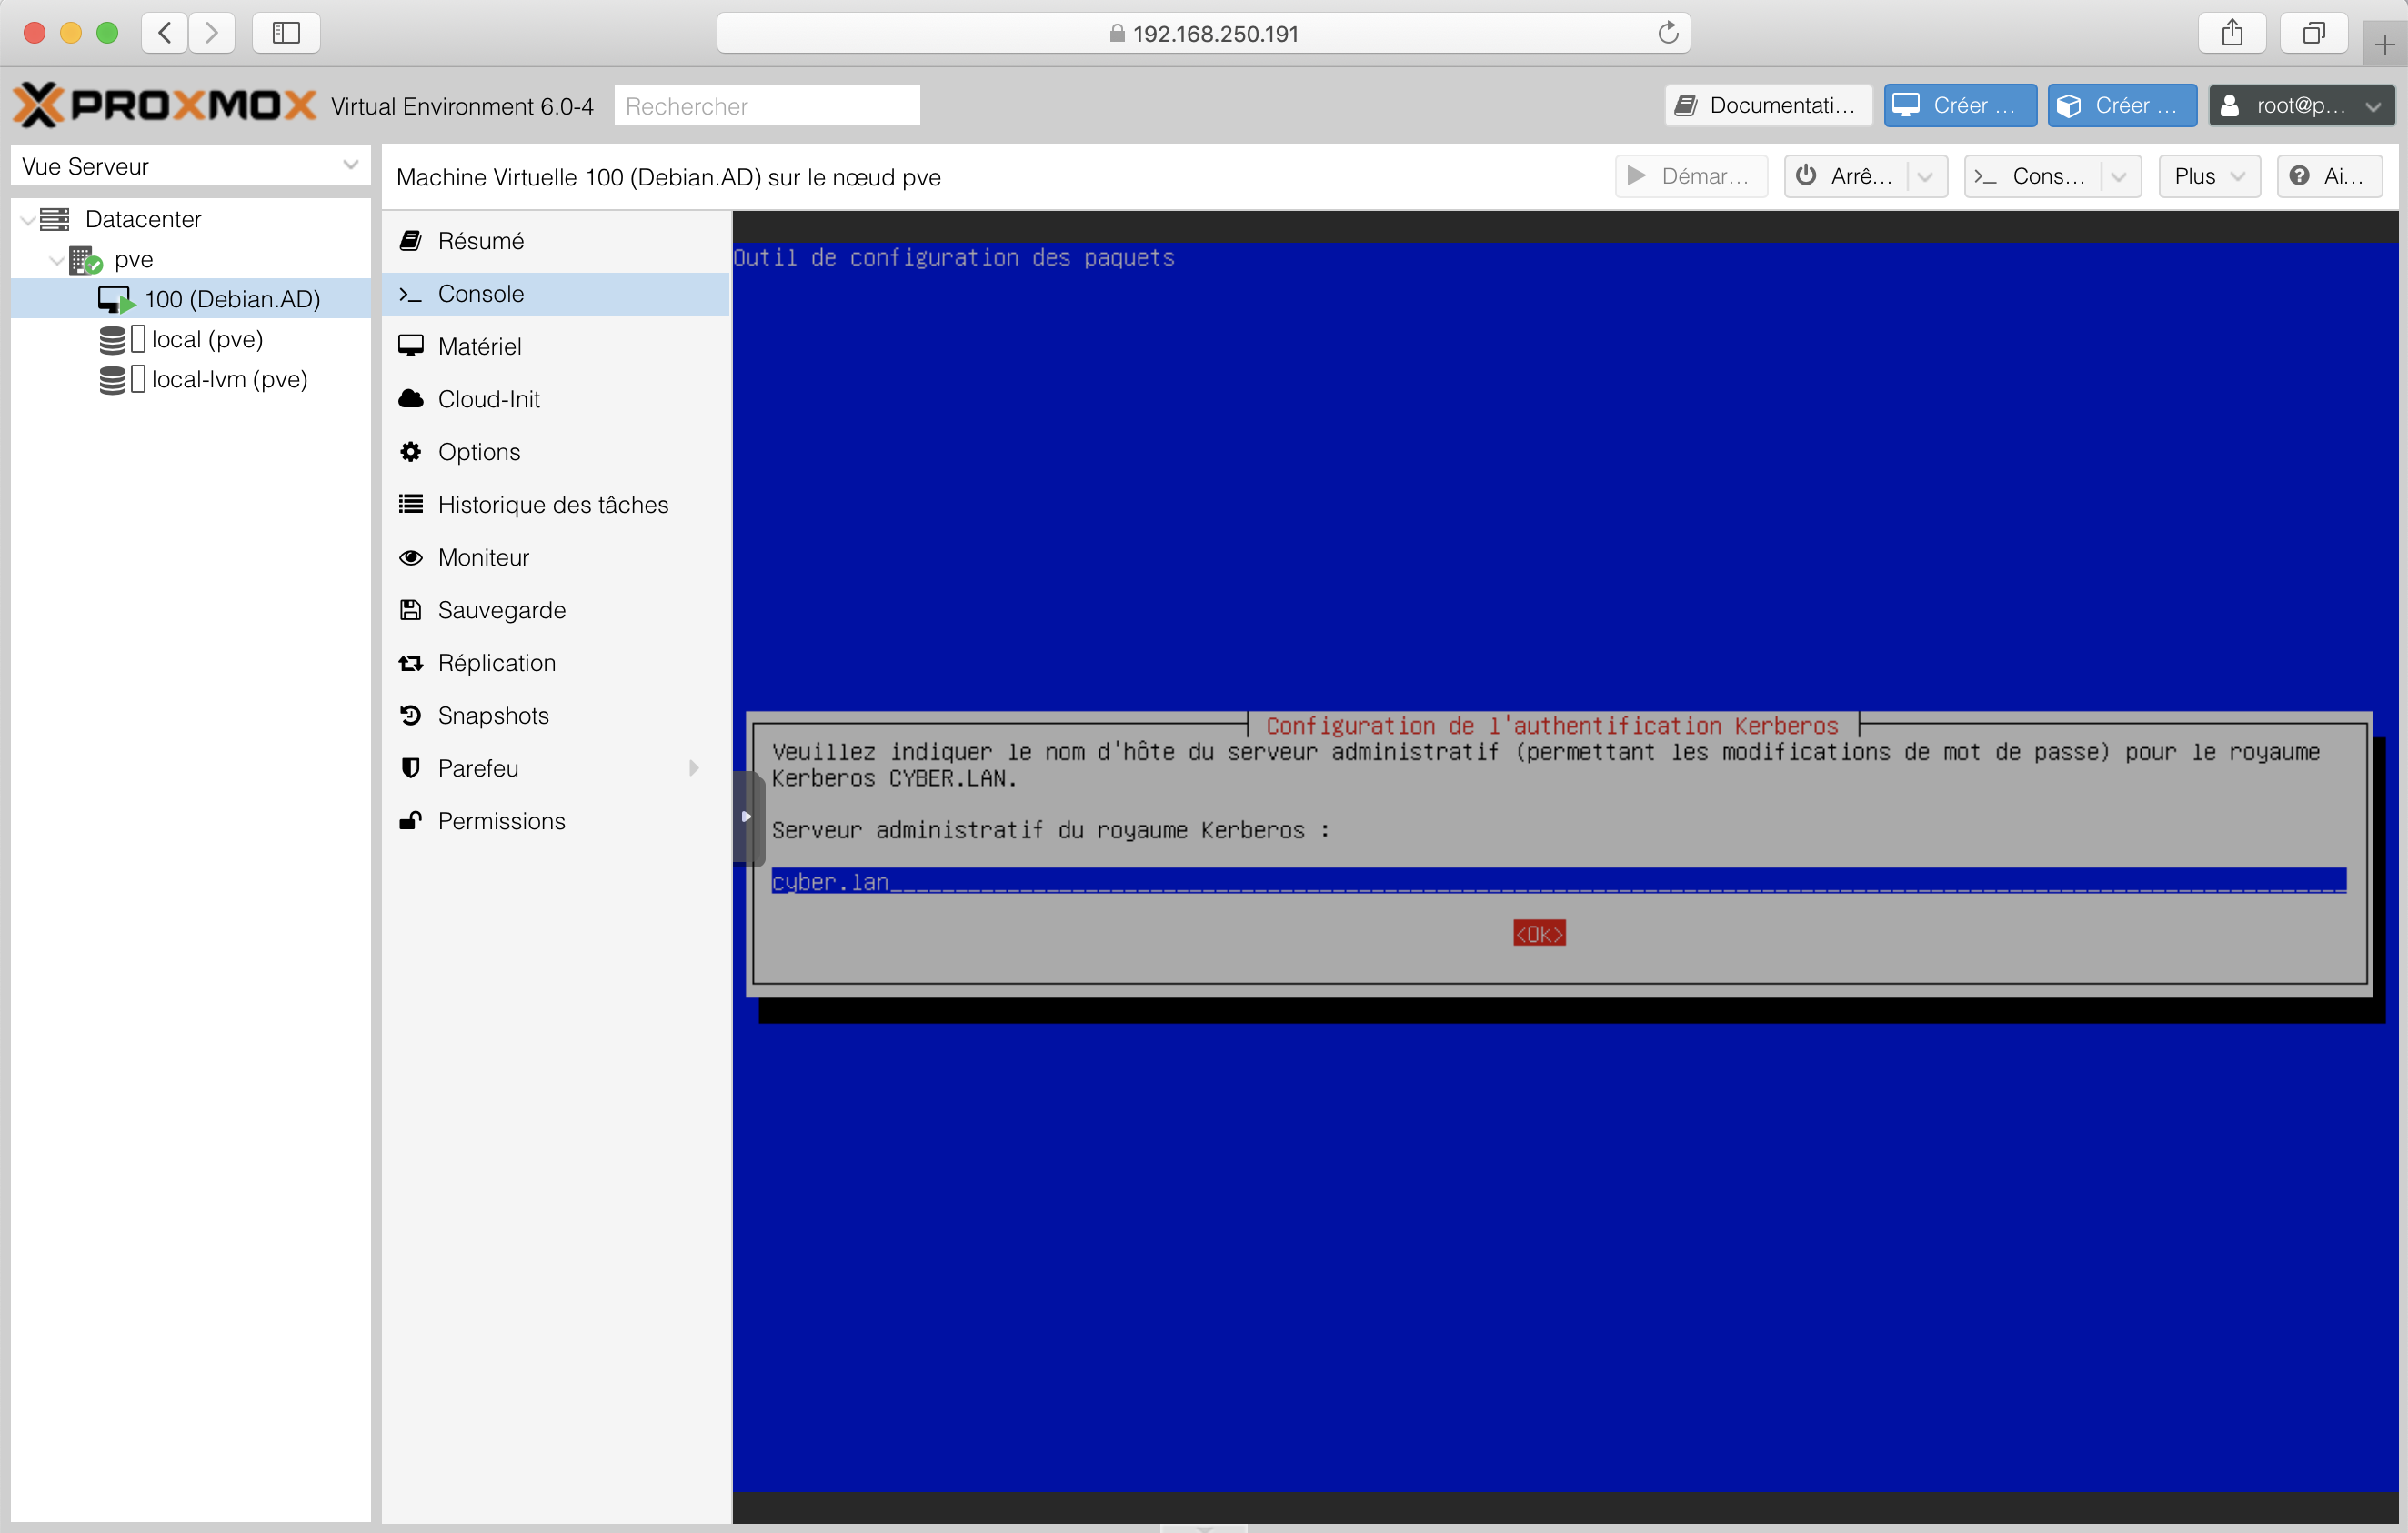 192.168.250.191
PROXMOX Virtual Environment 6.0-4 Rechercher Documentati... Créer ... Créer ... root@p...
Vue Serveur
Machine Virtuelle 100 (Debian.AD) sur le nœud pve Démar... Arrê... Cons... Plus Ai...
Datacenter
pve
100 (Debian.AD)
local (pve)
local-lvm (pve)
Résumé
Console
Matériel
Cloud-Init
Options
Historique des tâches
Moniteur
Sauvegarde
Réplication
Snapshots
Parefeu
Permissions
Outil de configuration des paquets
Configuration de l'authentification Kerberos
Veuillez indiquer le nom d'hôte du serveur administratif (permettant les modifications de mot de passe) pour le royaume
Kerberos CYBER.LAN.
Serveur administratif du royaume Kerberos :
cyber.lan
<Ok>